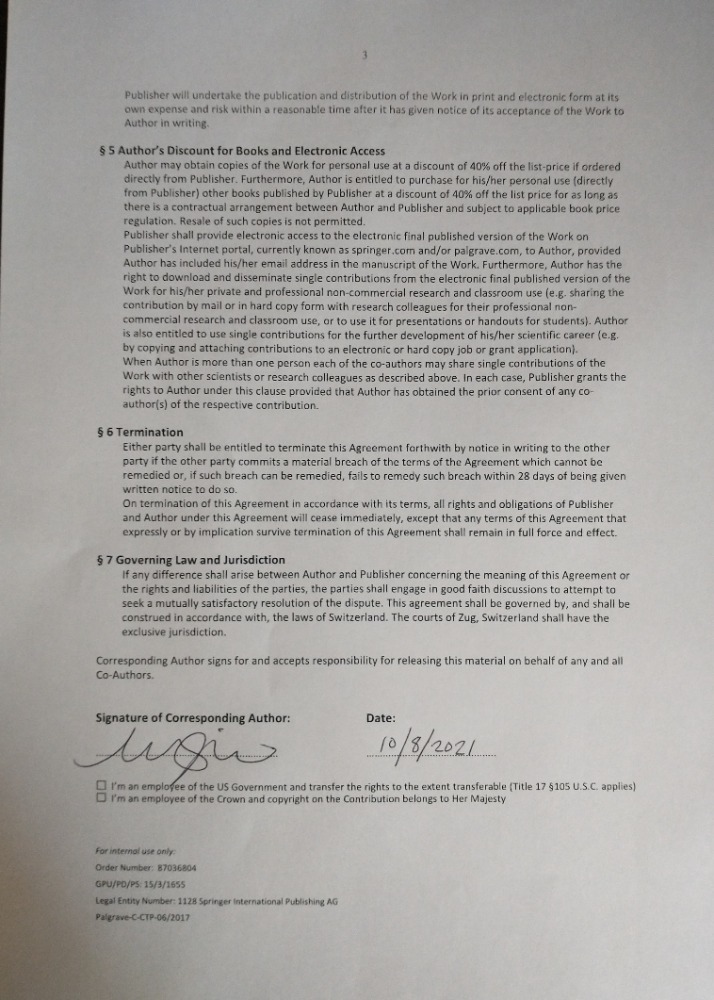 3
Publisher will undertake the publication and distribution of the Work in print and electronic form at its
own expense and risk within a reasonable time after it has given notice of its acceptance of the Work to
Author in writing.
§ 5 Author's Discount for Books and Electronic Access
Author may obtain copies of the Work for personal use at a discount of 40% off the list-price if ordered
directly from Publisher. Furthermore, Author is entitled to purchase for his/her personal use (directly
from Publisher) other books published by Publisher at a discount of 40% off the list price for as long as
there is a contractual arrangement between Author and Publisher and subject to applicable book price
regulation. Resale of such copies is not permitted.
Publisher shall provide electronic access to the electronic final published version of the Work on
Publisher's Internet portal, currently known as springer.com and/or palgrave.com, to Author, provided
Author has included his/her email address in the manuscript of the Work. Furthermore, Author has the
right to download and disseminate single contributions from the electronic final published version of the
Work for his/her private and professional non-commercial research and classroom use (e.g. sharing the
contribution by mail or in hard copy form with research colleagues for their professional non-
commercial research and classroom use, or to use it for presentations or handouts for students). Author
is also entitled to use single contributions for the further development of his/her scientific career (e.g.
by copying and attaching contributions to an electronic or hard copy job or grant application).
When Author is more than one person each of the co-authors may share single contributions of the
Work with other scientists or research colleagues as described above. In each case, Publisher grants the
rights to Author under this clause provided that Author has obtained the prior consent of any co-
author(s) of the respective contribution.
§ 6 Termination
Either party shall be entitled to terminate this Agreement forthwith by notice in writing to the other
party if the other party commits a material breach of the terms of the Agreement which cannot be
remedied or, if such breach can be remedied, fails to remedy such breach within 28 days of being given
written notice to do so.
On termination of this Agreement in accordance with its terms, all rights and obligations of Publisher
and Author under this Agreement will cease immediately, except that any terms of this Agreement that
expressly or by implication survive termination of this Agreement shall remain in full force and effect.
§ 7 Governing Law and Jurisdiction
If any difference shall arise between Author and Publisher concerning the meaning of this Agreement or
the rights and liabilities of the parties, the parties shall engage in good faith discussions to attempt to
seek a mutually satisfactory resolution of the dispute. This agreement shall be governed by, and shall be
construed in accordance with, the laws of Switzerland. The courts of Zug, Switzerland shall have the
exclusive jurisdiction.
Corresponding Author signs for and accepts responsibility for releasing this material on behalf of any and all
Co-Authors.
Signature of Corresponding Author: Date:
10/8/2021
I'm an employee of the US Government and transfer the rights to the extent transferable (Title 17 §105 U.S.C. applies)
I'm an employee of the Crown and copyright on the Contribution belongs to Her Majesty
For internal use only:
Order Number: 87036804
GPU/PD/PS: 15/3/1655
Legal Entity Number: 1128 Springer International Publishing AG
Palgrave-C-CTP-06/2017